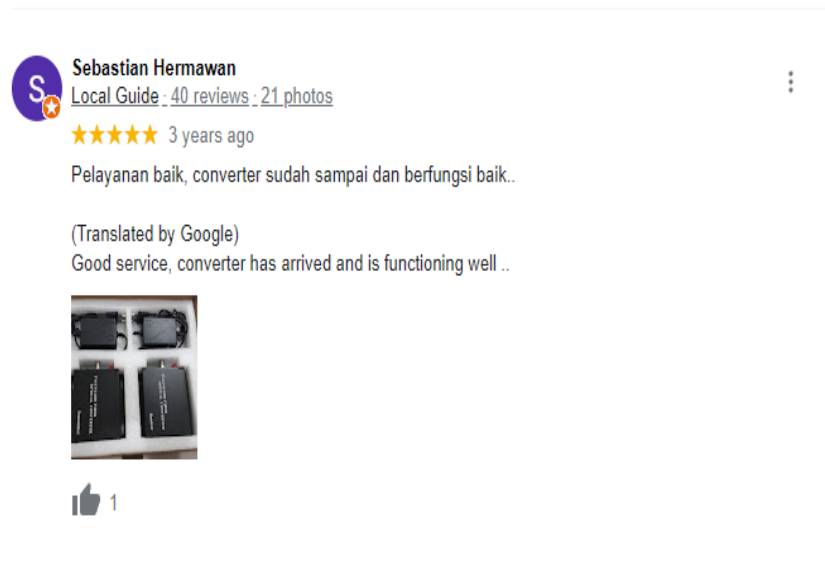 S
Sebastian Hermawan
Local Guide · 40 reviews · 21 photos
3 years ago
Pelayanan baik, converter sudah sampai dan berfungsi baik..
(Translated by Google)
Good service, converter has arrived and is functioning well ..
1